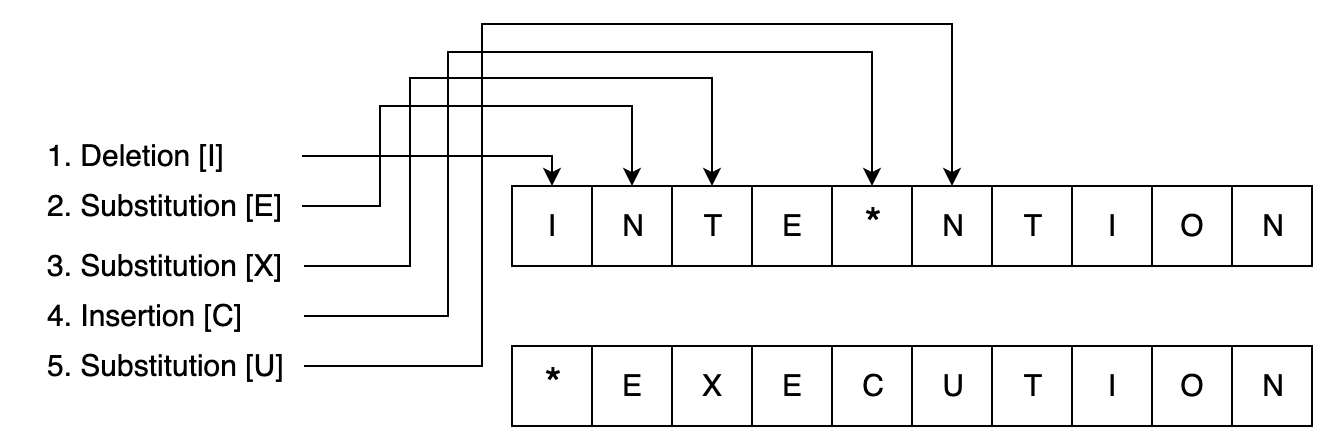 1. Deletion [I]
2. Substitution [E]
3. Substitution [X]
4. Insertion [C]
5. Substitution [U]
I N T E * N T I O N
* E X E C U T I O N